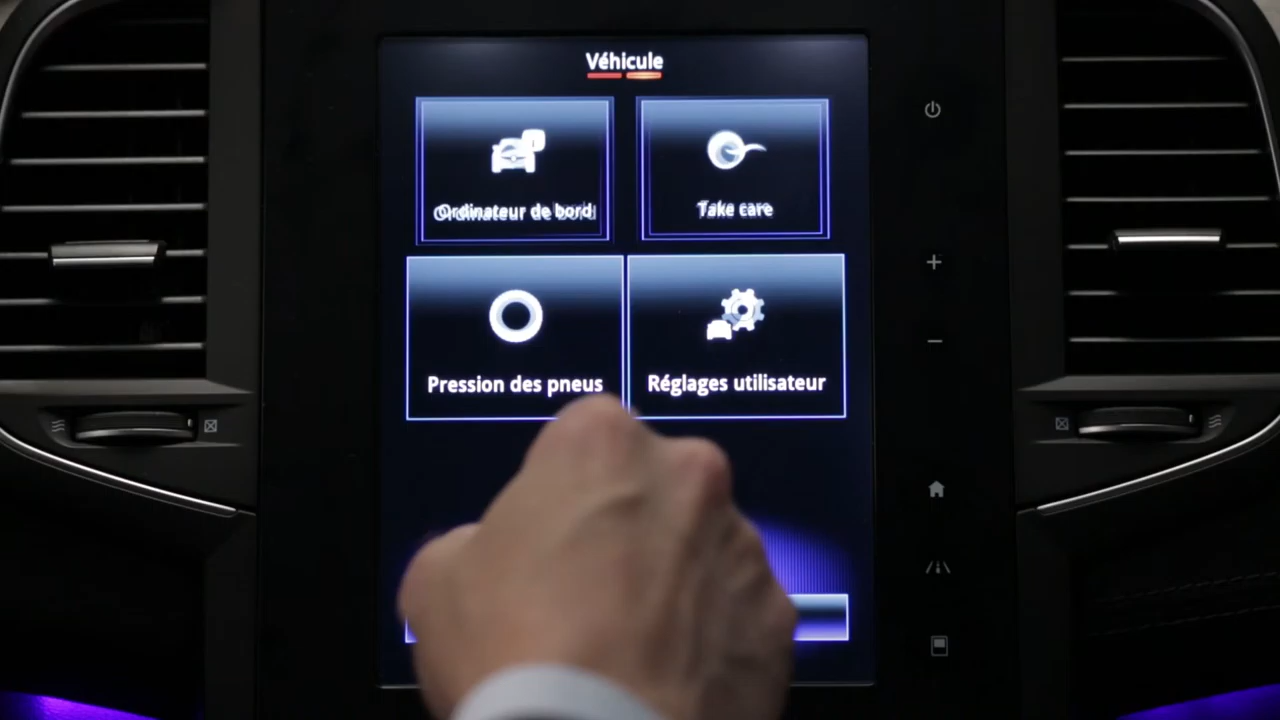 Véhicule
Ordinateur de bord
Take care
Pression des pneus
Réglages utilisateur